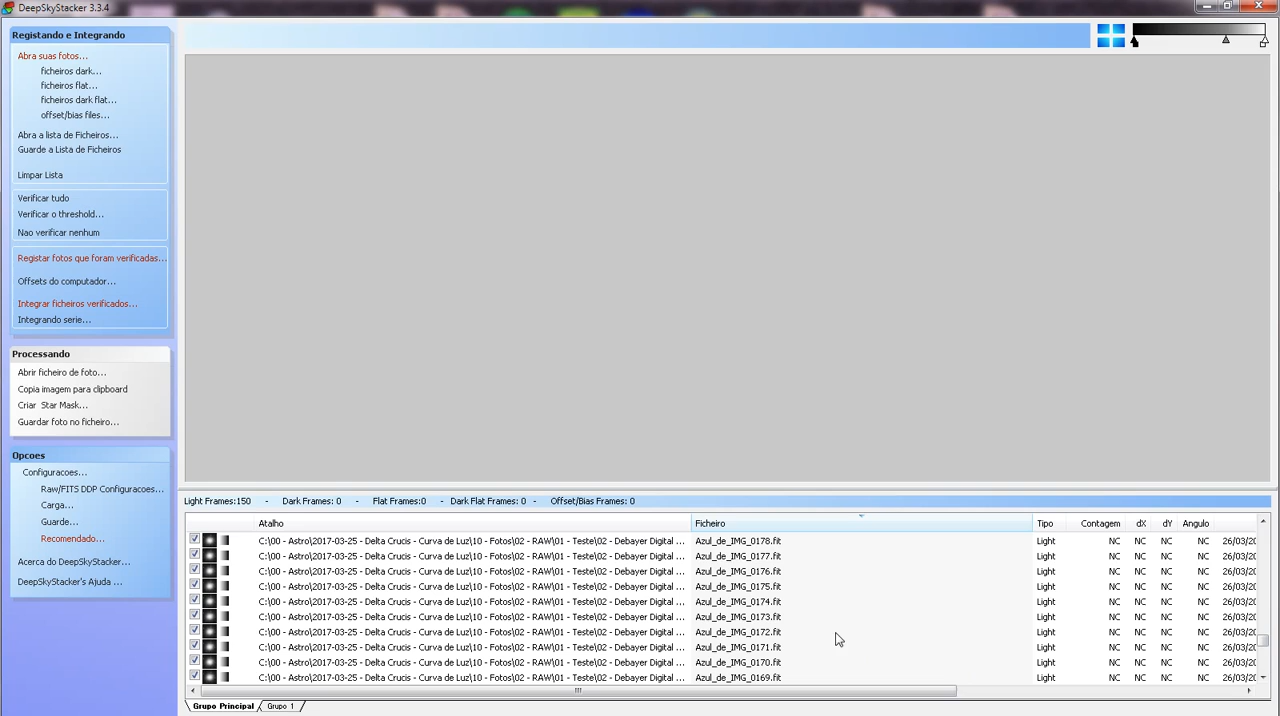 DeepSkyStacker 3.3.4
Registando e Integrando
Abra suas fotos...
ficheiros dark...
ficheiros flat...
ficheiros dark flat...
offset/bias files...
Abra a lista de Ficheiros...
Guarde a Lista de Ficheiros
Limpar Lista
Verificar tudo
Verificar o threshold...
Nao verificar nenhum
Registar fotos que foram verificadas...
Offsets do computador...
Integrar ficheiros verificados...
Integrando serie...
Processando
Abrir ficheiro de foto...
Copia imagem para clipboard
Criar Star Mask...
Guardar foto no ficheiro...
Opcoes
Configuracoes...
Raw/FITS DDP Configuracoes...
Carga...
Guarde...
Recomendado...
Acerca do DeepSkyStacker...
DeepSkyStacker's Ajuda ...
Light Frames:150 - Dark Frames: 0 - Flat Frames:0 - Dark Flat Frames: 0 - Offset/Bias Frames: 0
Atalho Ficheiro Tipo Contagem dX dY Angulo
C:\00 - Astro\2017-03-25 - Delta Crucis - Curva de Luz\10 - Fotos\02 - RAW\01 - Teste\02 - Debayer Digital ... Azul_de_IMG_0178.fit Light NC NC NC NC 26/03/20
C:\00 - Astro\2017-03-25 - Delta Crucis - Curva de Luz\10 - Fotos\02 - RAW\01 - Teste\02 - Debayer Digital ... Azul_de_IMG_0177.fit Light NC NC NC NC 26/03/20
C:\00 - Astro\2017-03-25 - Delta Crucis - Curva de Luz\10 - Fotos\02 - RAW\01 - Teste\02 - Debayer Digital ... Azul_de_IMG_0176.fit Light NC NC NC NC 26/03/20
C:\00 - Astro\2017-03-25 - Delta Crucis - Curva de Luz\10 - Fotos\02 - RAW\01 - Teste\02 - Debayer Digital ... Azul_de_IMG_0175.fit Light NC NC NC NC 26/03/20
C:\00 - Astro\2017-03-25 - Delta Crucis - Curva de Luz\10 - Fotos\02 - RAW\01 - Teste\02 - Debayer Digital ... Azul_de_IMG_0174.fit Light NC NC NC NC 26/03/20
C:\00 - Astro\2017-03-25 - Delta Crucis - Curva de Luz\10 - Fotos\02 - RAW\01 - Teste\02 - Debayer Digital ... Azul_de_IMG_0173.fit Light NC NC NC NC 26/03/20
C:\00 - Astro\2017-03-25 - Delta Crucis - Curva de Luz\10 - Fotos\02 - RAW\01 - Teste\02 - Debayer Digital ... Azul_de_IMG_0172.fit Light NC NC NC NC 26/03/20
C:\00 - Astro\2017-03-25 - Delta Crucis - Curva de Luz\10 - Fotos\02 - RAW\01 - Teste\02 - Debayer Digital ... Azul_de_IMG_0171.fit Light NC NC NC NC 26/03/20
C:\00 - Astro\2017-03-25 - Delta Crucis - Curva de Luz\10 - Fotos\02 - RAW\01 - Teste\02 - Debayer Digital ... Azul_de_IMG_0170.fit Light NC NC NC NC 26/03/20
C:\00 - Astro\2017-03-25 - Delta Crucis - Curva de Luz\10 - Fotos\02 - RAW\01 - Teste\02 - Debayer Digital ... Azul_de_IMG_0169.fit Light NC NC NC NC 26/03/20
Grupo Principal Grupo 1